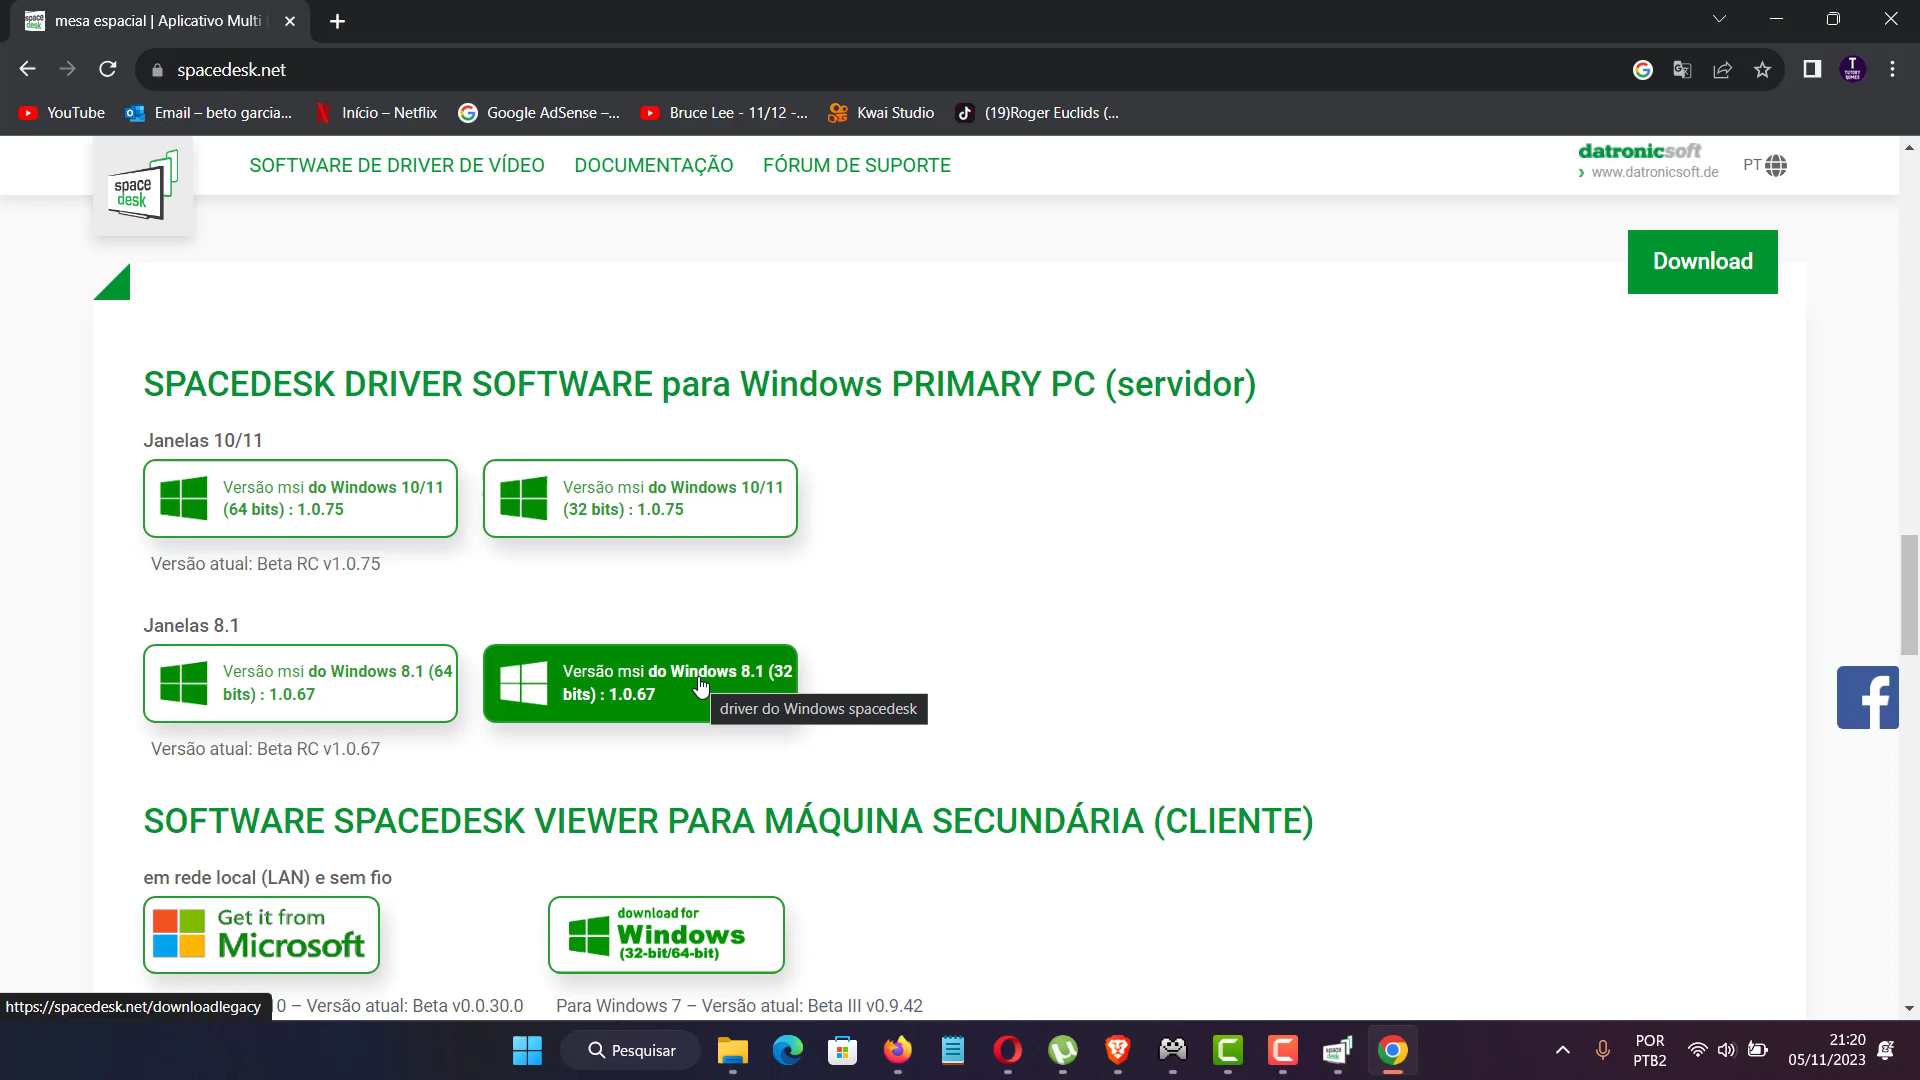 space desk
mesa espacial | Aplicativo Multi
spacedesk.net
T
TUTORY GOMES
YouTube
Email – beto garcia...
Início – Netflix
Google AdSense –...
Bruce Lee - 11/12 -...
Kwai Studio
(19)Roger Euclids (...
space
desk
SOFTWARE DE DRIVER DE VÍDEO
DOCUMENTAÇÃO
FÓRUM DE SUPORTE
datronicsoft
› www.datronicsoft.de
PT
Download
SPACEDESK DRIVER SOFTWARE para Windows PRIMARY PC (servidor)
Janelas 10/11
Versão msi do Windows 10/11
(64 bits) : 1.0.75
Versão msi do Windows 10/11
(32 bits) : 1.0.75
Versão atual: Beta RC v1.0.75
Janelas 8.1
Versão msi do Windows 8.1 (64
bits) : 1.0.67
Versão msi do Windows 8.1 (32
bits) : 1.0.67
driver do Windows spacedesk
Versão atual: Beta RC v1.0.67
SOFTWARE SPACEDESK VIEWER PARA MÁQUINA SECUNDÁRIA (CLIENTE)
em rede local (LAN) e sem fio
Get it from
Microsoft
download for
Windows
(32-bit/64-bit)
https://spacedesk.net/downloadlegacy
0 – Versão atual: Beta v0.0.30.0
Para Windows 7 – Versão atual: Beta III v0.9.42
Pesquisar
POR
PTB2
21:20
05/11/2023